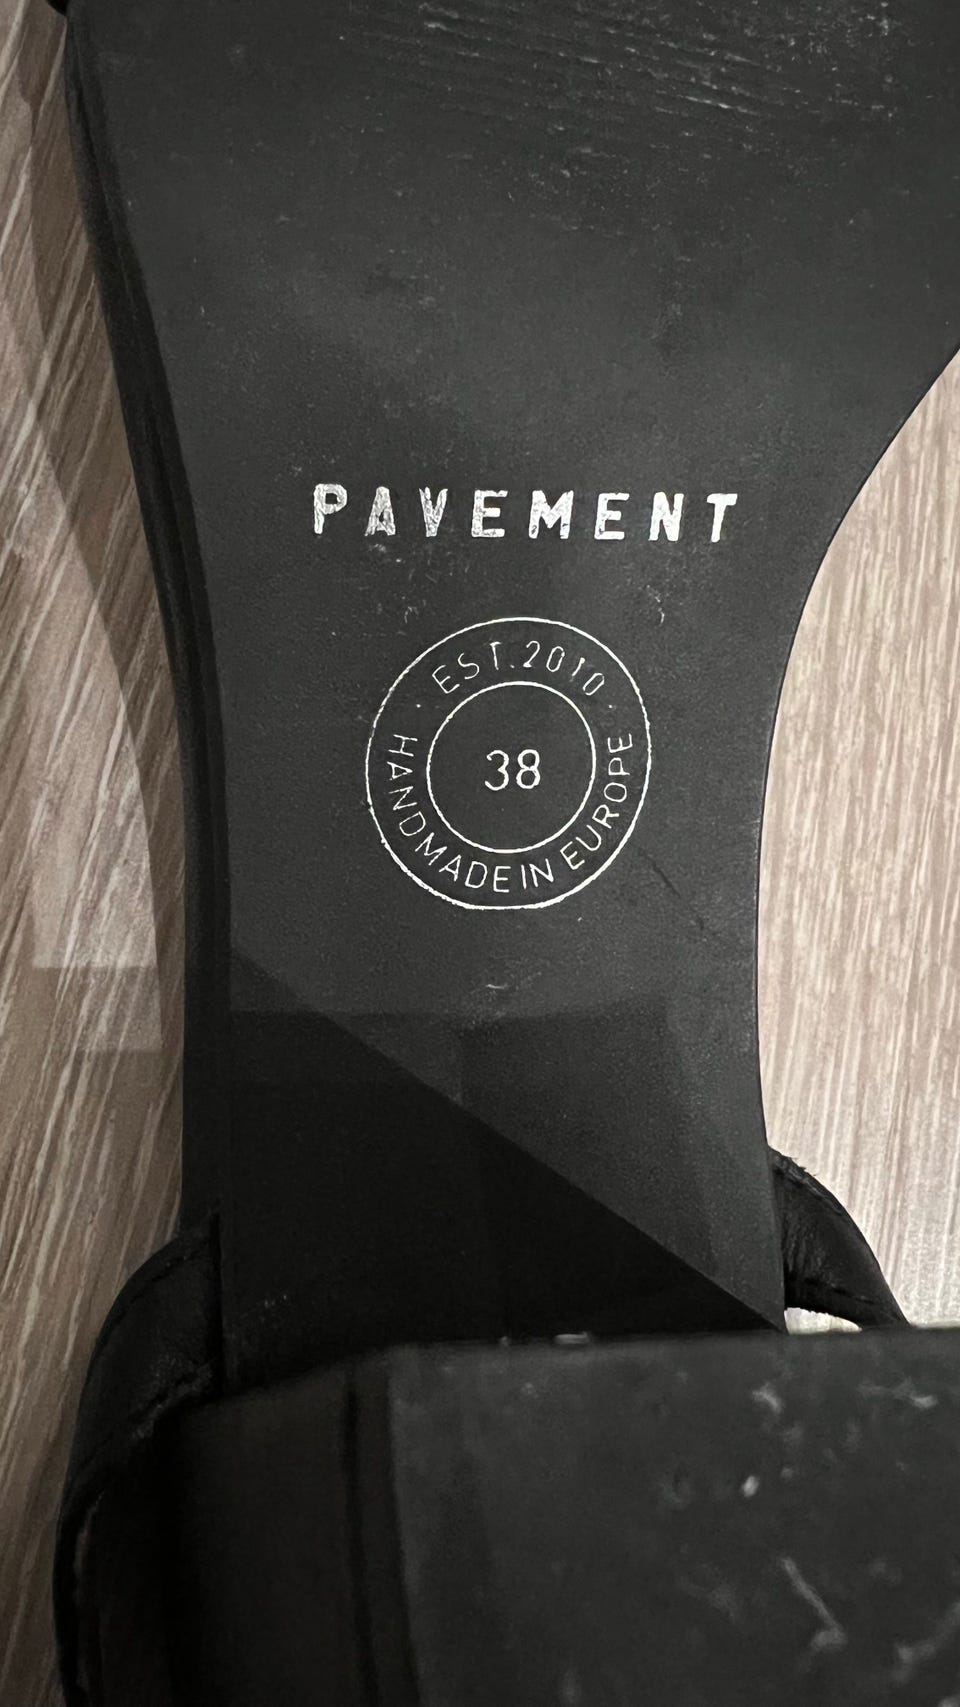 PAVEMENT
· EST. 2010 ·
38
HANDMADE IN EUROPE